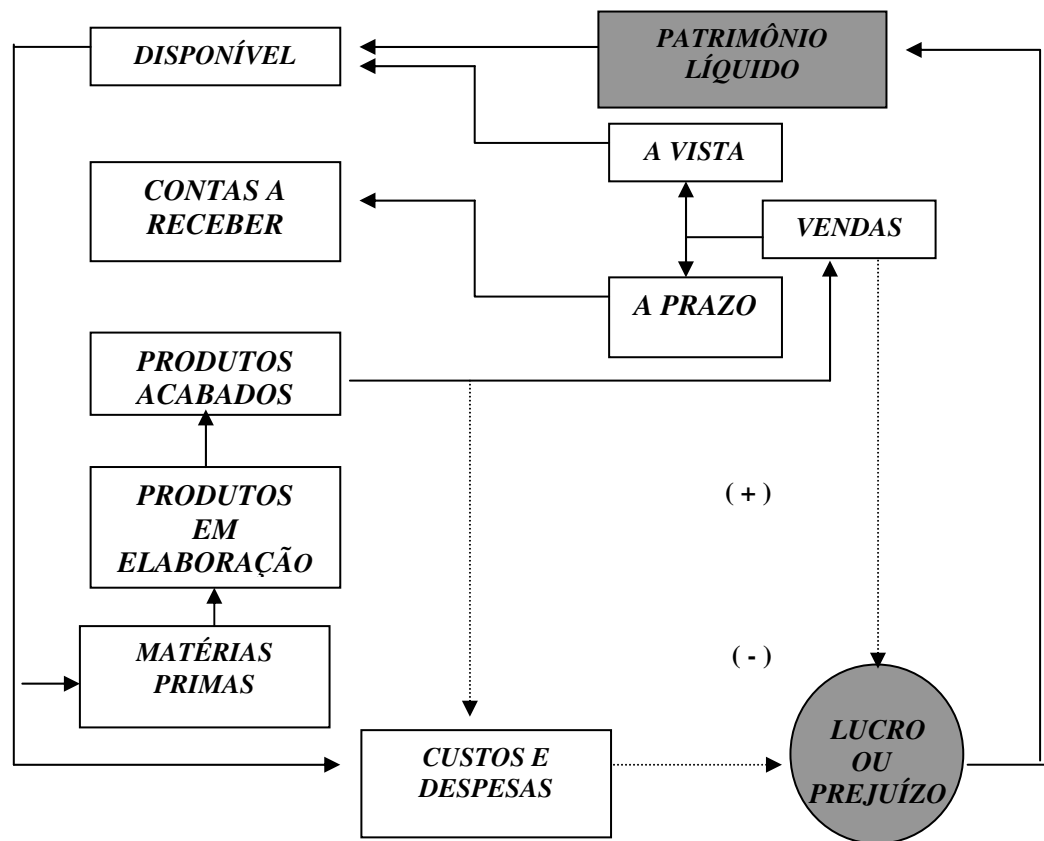 DISPONÍVEL
PATRIMÔNIO
LÍQUIDO
A VISTA
CONTAS A
RECEBER
VENDAS
A PRAZO
PRODUTOS
ACABADOS
PRODUTOS
EM
ELABORAÇÃO
( + )
MATÉRIAS
PRIMAS
( - )
CUSTOS E
DESPESAS
LUCRO
OU
PREJUÍZO